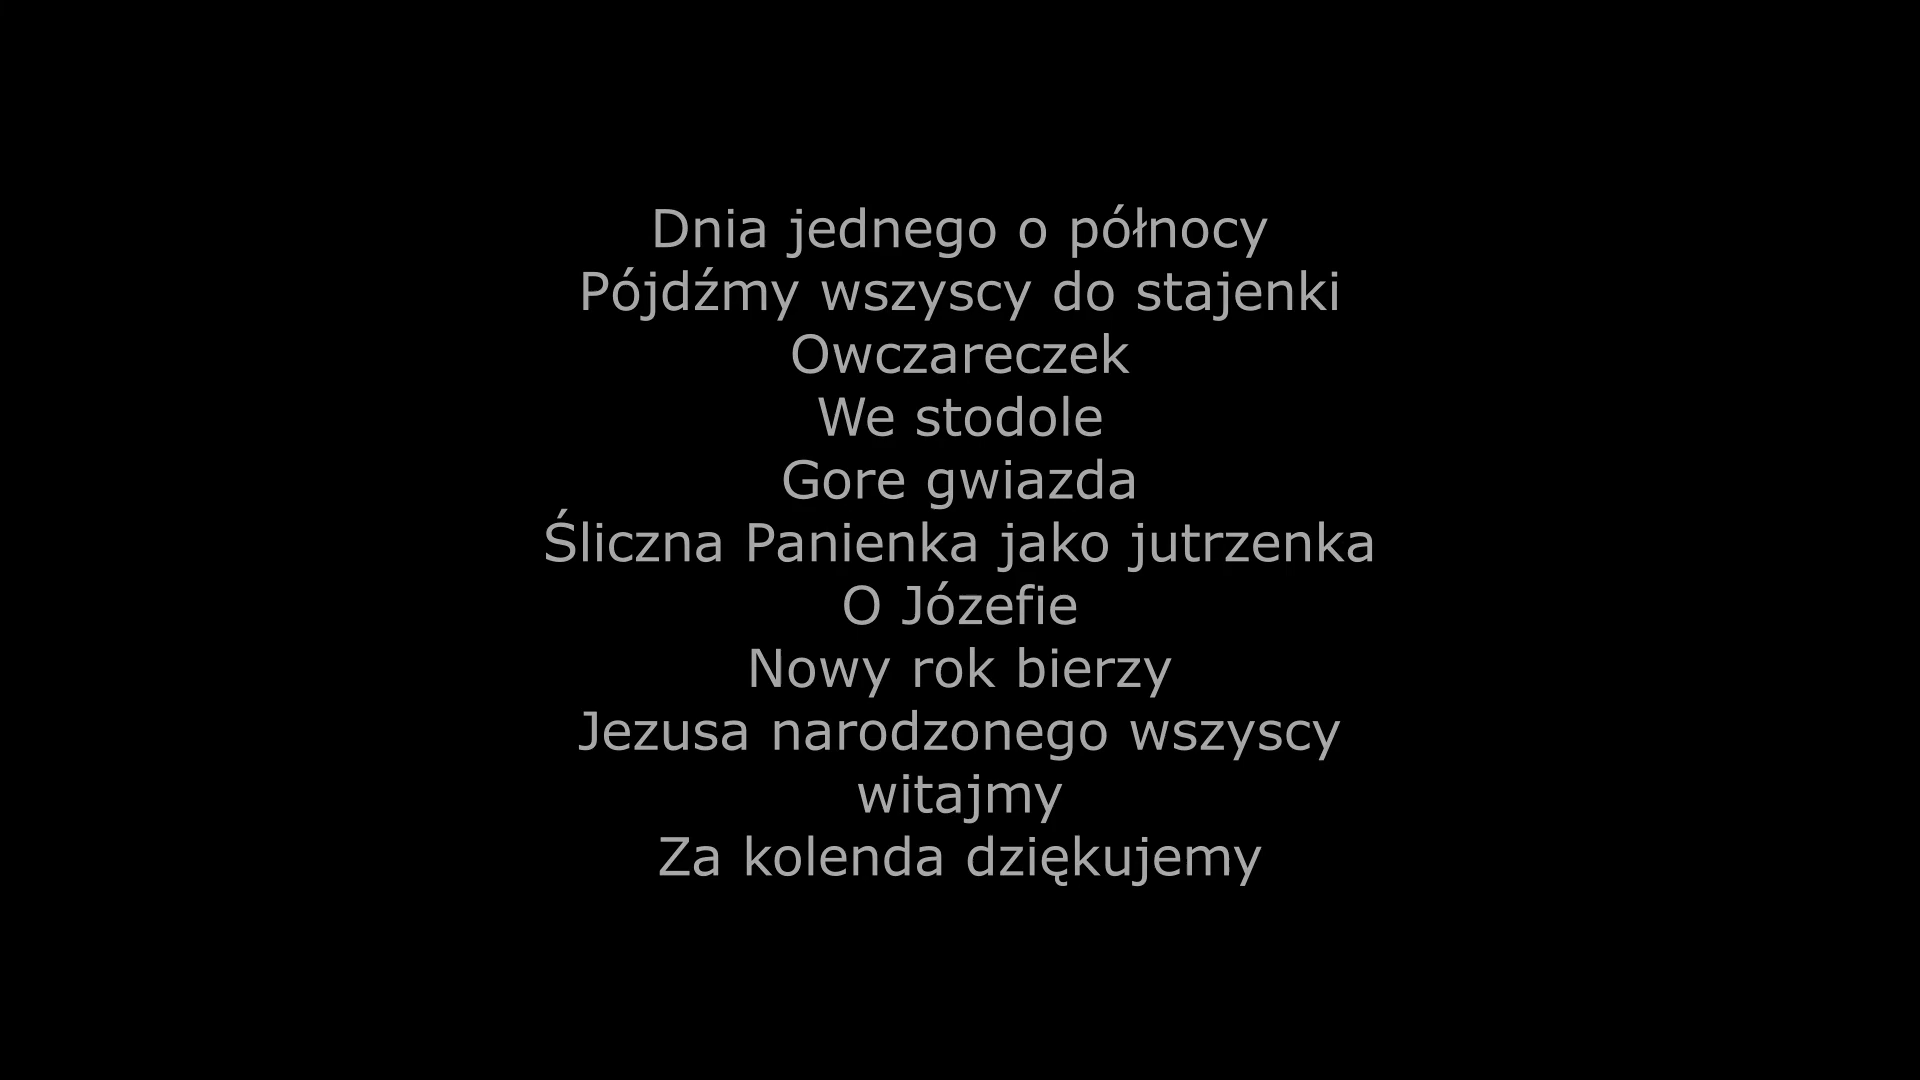 Dnia jednego o północy
Pójdźmy wszyscy do stajenki
Owczareczek
We stodole
Gore gwiazda
Śliczna Panienka jako jutrzenka
O Józefie
Nowy rok bierzy
Jezusa narodzonego wszyscy
witajmy
Za kolenda dziękujemy